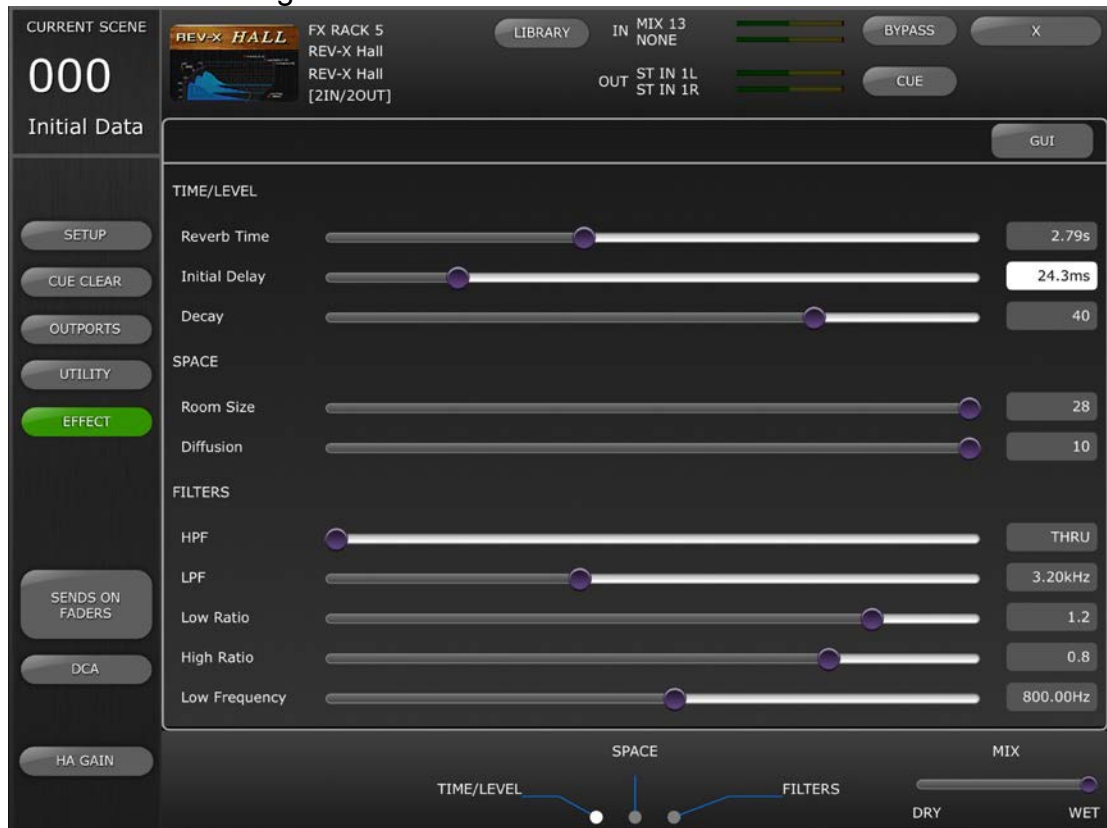 CURRENT SCENE
000
Initial Data
REV-X HALL
FX RACK 5
REV-X Hall
REV-X Hall
[2IN/2OUT]
LIBRARY
IN MIX 13
NONE
OUT ST IN 1L
ST IN 1R
BYPASS
CUE
X
GUI
SETUP
CUE CLEAR
OUTPORTS
UTILITY
EFFECT
SENDS ON
FADERS
DCA
HA GAIN
TIME/LEVEL
Reverb Time 2.79s
Initial Delay 24.3ms
Decay 40
SPACE
Room Size 28
Diffusion 10
FILTERS
HPF THRU
LPF 3.20kHz
Low Ratio 1.2
High Ratio 0.8
Low Frequency 800.00Hz
SPACE
TIME/LEVEL
FILTERS
MIX
DRY WET